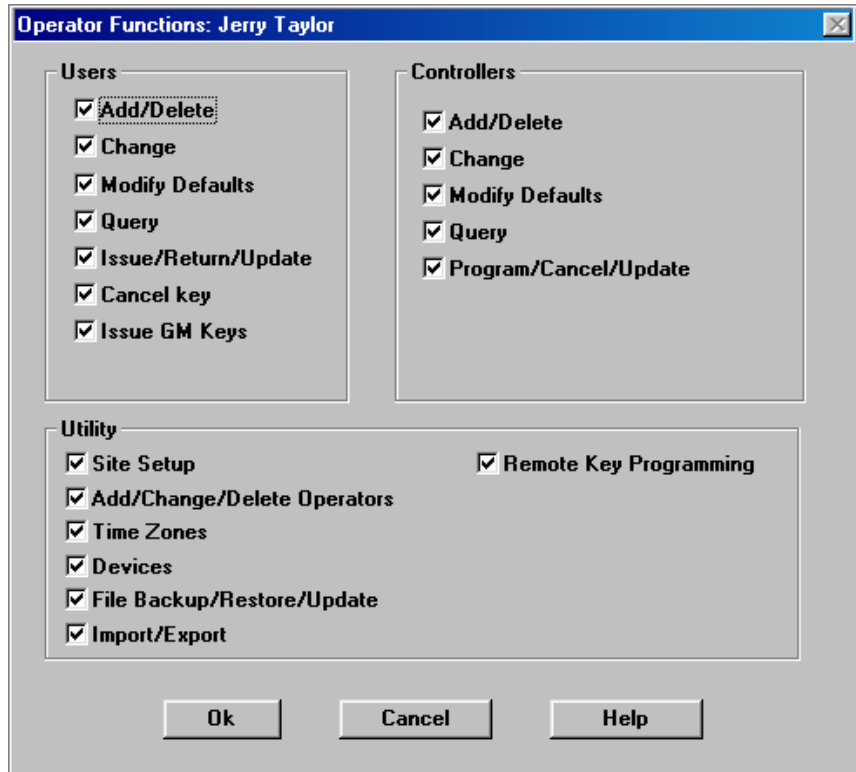 Operator Functions: Jerry Taylor
Users
Add/Delete
Change
Modify Defaults
Query
Issue/Return/Update
Cancel key
Issue GM Keys
Controllers
Add/Delete
Change
Modify Defaults
Query
Program/Cancel/Update
Utility
Site Setup
Add/Change/Delete Operators
Time Zones
Devices
File Backup/Restore/Update
Import/Export
Remote Key Programming
Ok
Cancel
Help